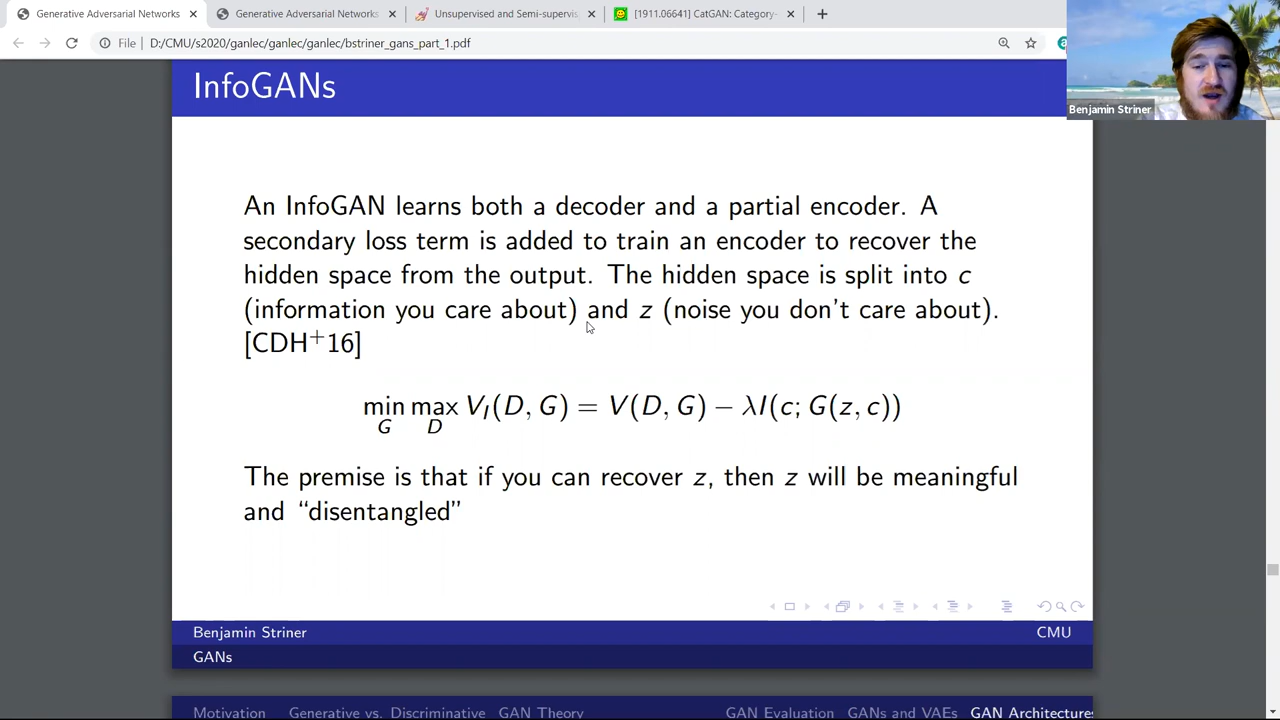 Generative Adversarial Networks
Generative Adversarial Networks
Unsupervised and Semi-supervis
[1911.06641] CatGAN: Category-
File D:/CMU/s2020/ganlec/ganlec/ganlec/bstriner_gans_part_1.pdf
Benjamin Striner
InfoGANs
An InfoGAN learns both a decoder and a partial encoder. A
secondary loss term is added to train an encoder to recover the
hidden space from the output. The hidden space is split into c
(information you care about) and z (noise you don't care about).
[CDH+16]
min_G max_D V_I(D, G) = V(D, G) − λI(c; G(z, c))
The premise is that if you can recover z, then z will be meaningful
and “disentangled”
Benjamin Striner CMU
GANs
Motivation Generative vs. Discriminative GAN Theory GAN Evaluation GANs and VAEs GAN Architectures